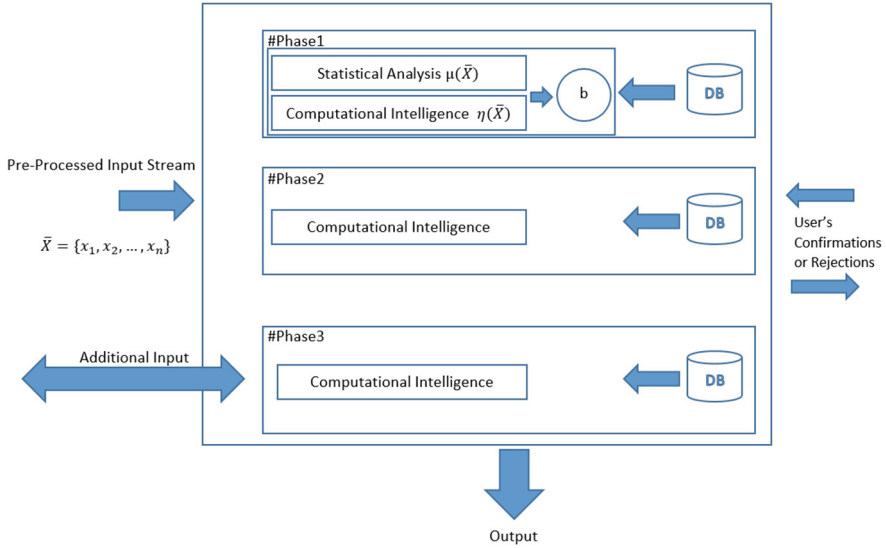 #Phase1
Statistical Analysis μ(X̄)
Computational Intelligence η(X̄)
b
DB
Pre-Processed Input Stream
X̄ = {x₁, x₂, …, xₙ}
#Phase2
Computational Intelligence
DB
User's
Confirmations
or Rejections
#Phase3
Additional Input
Computational Intelligence
DB
Output